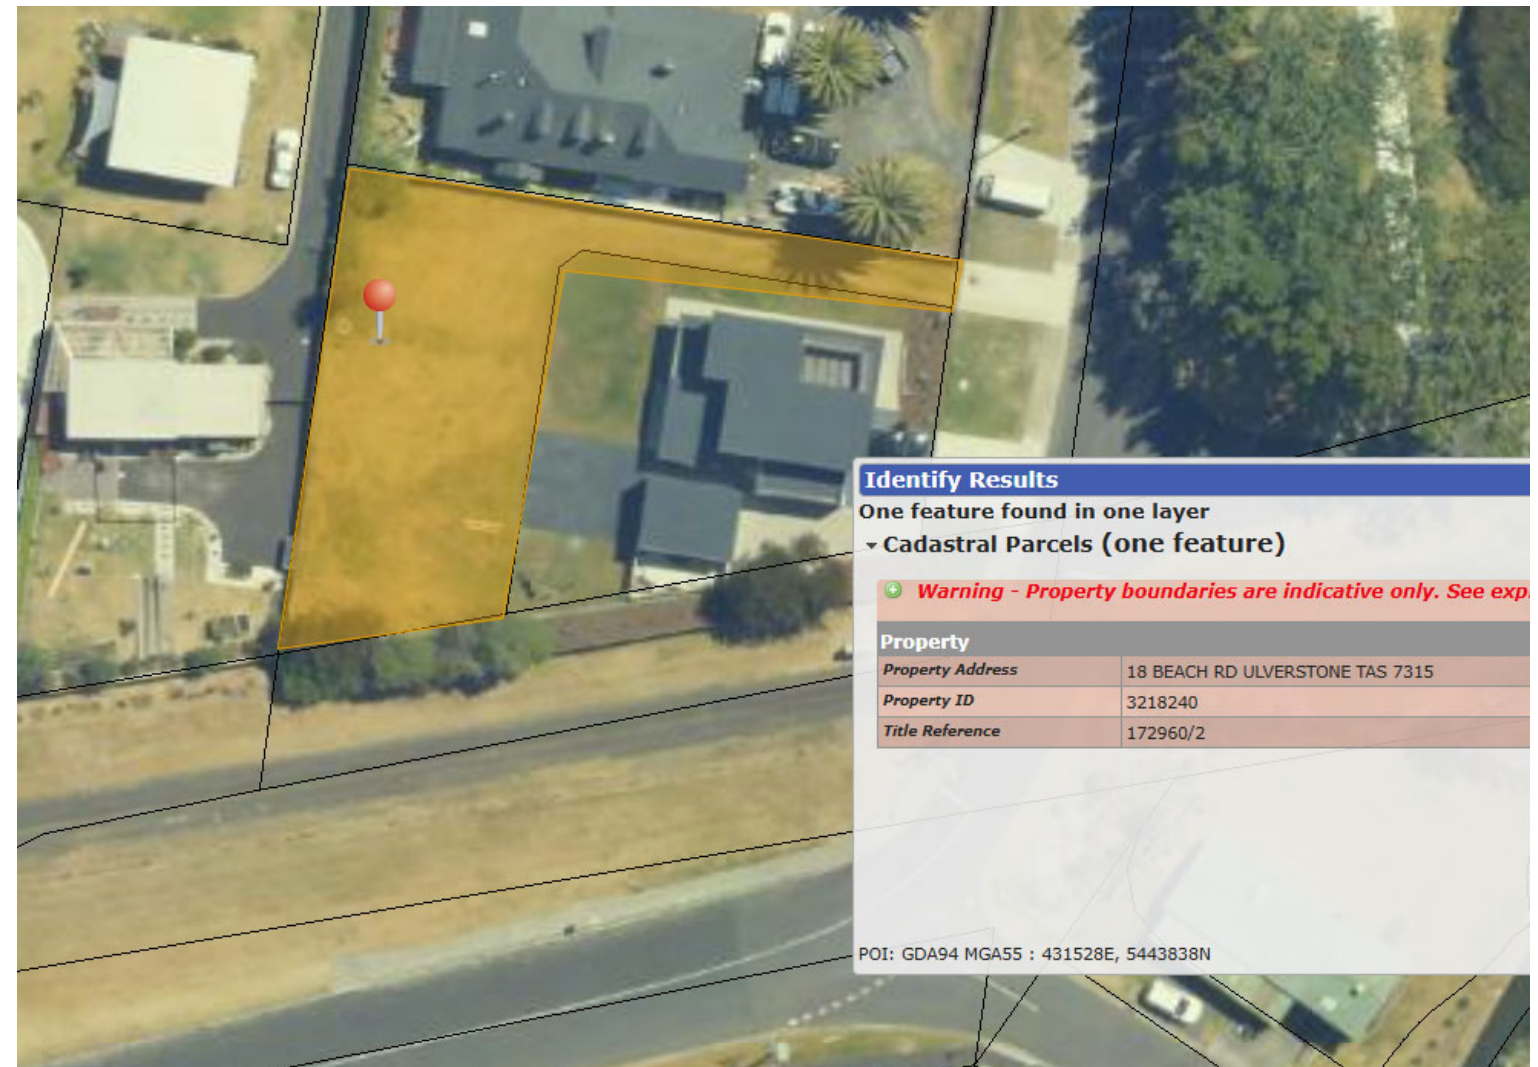 Identify Results
One feature found in one layer
Cadastral Parcels (one feature)
Warning - Property boundaries are indicative only. See exp
Property
Property Address 18 BEACH RD ULVERSTONE TAS 7315
Property ID 3218240
Title Reference 172960/2
POI: GDA94 MGA55 : 431528E, 5443838N